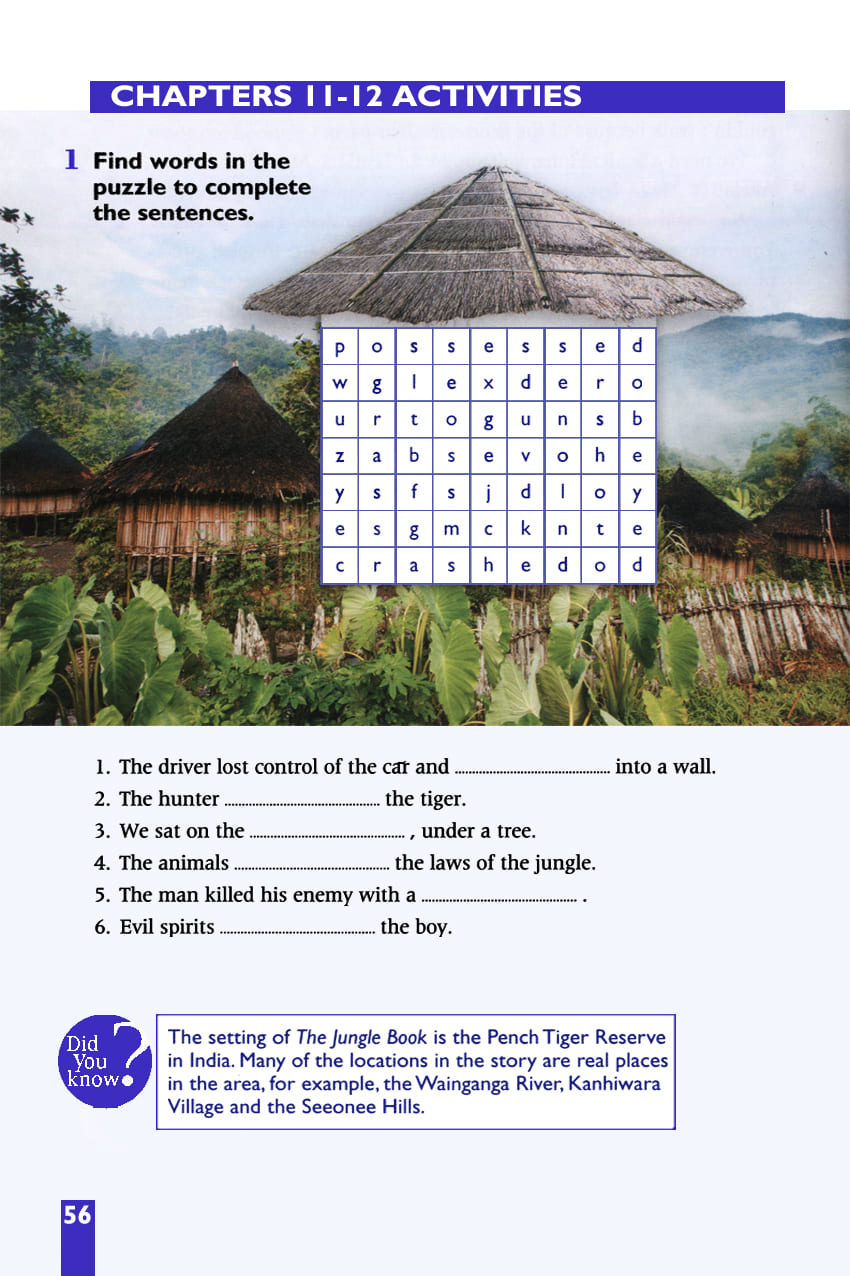 CHAPTERS 11-12 ACTIVITIES
1 Find words in the
puzzle to complete
the sentences.
p o s s e s s e d
w g l e x d e r o
u r t o g u n s b
z a b s e v o h e
y s f s j d l o y
e s g m c k n t e
c r a s h e d o d
1. The driver lost control of the car and ............................................. into a wall.
2. The hunter ............................................. the tiger.
3. We sat on the ............................................. , under a tree.
4. The animals ............................................. the laws of the jungle.
5. The man killed his enemy with a ............................................. .
6. Evil spirits ............................................. the boy.
Did
You
know?
The setting of The Jungle Book is the Pench Tiger Reserve
in India. Many of the locations in the story are real places
in the area, for example, the Wainganga River, Kanhiwara
Village and the Seeonee Hills.
56